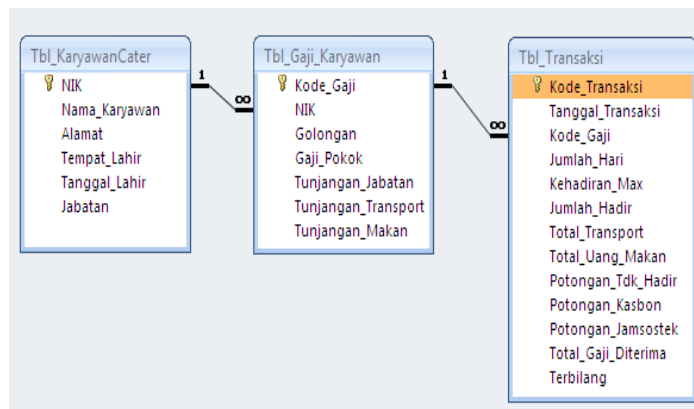 Tbl_KaryawanCater
NIK
Nama_Karyawan
Alamat
Tempat_Lahir
Tanggal_Lahir
Jabatan
1
∞
Tbl_Gaji_Karyawan
Kode_Gaji
NIK
Golongan
Gaji_Pokok
Tunjangan_Jabatan
Tunjangan_Transport
Tunjangan_Makan
1
∞
Tbl_Transaksi
Kode_Transaksi
Tanggal_Transaksi
Kode_Gaji
Jumlah_Hari
Kehadiran_Max
Jumlah_Hadir
Total_Transport
Total_Uang_Makan
Potongan_Tdk_Hadir
Potongan_Kasbon
Potongan_Jamsostek
Total_Gaji_Diterima
Terbilang